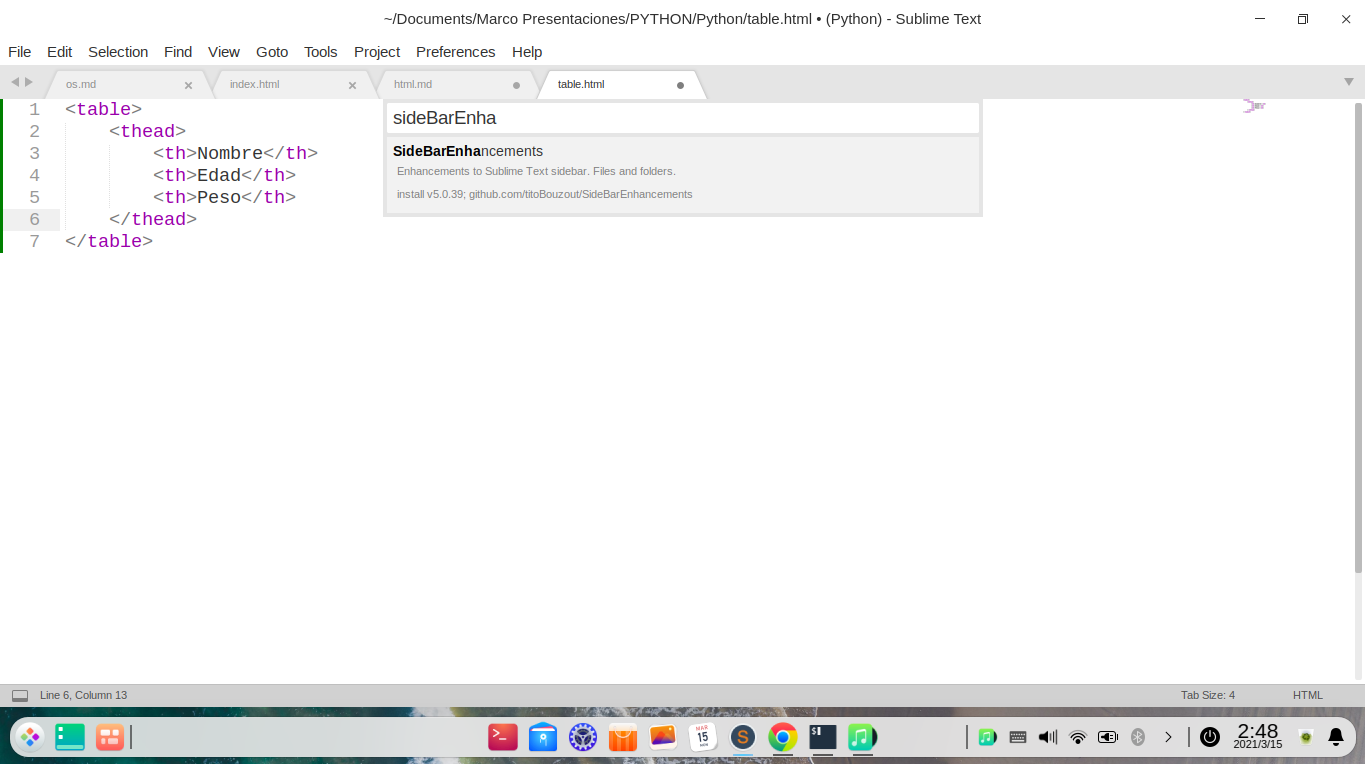 ~/Documents/Marco Presentaciones/PYTHON/Python/table.html • (Python) - Sublime Text
File Edit Selection Find View Goto Tools Project Preferences Help
os.md index.html html.md table.html
sideBarEnha
SideBarEnhancements
Enhancements to Sublime Text sidebar. Files and folders.
install v5.0.39; github.com/titoBouzout/SideBarEnhancements
1 <table>
2 <thead>
3 <th>Nombre</th>
4 <th>Edad</th>
5 <th>Peso</th>
6 </thead>
7 </table>
Line 6, Column 13 Tab Size: 4 HTML
MAR
15
S
$
2:48
2021/3/15